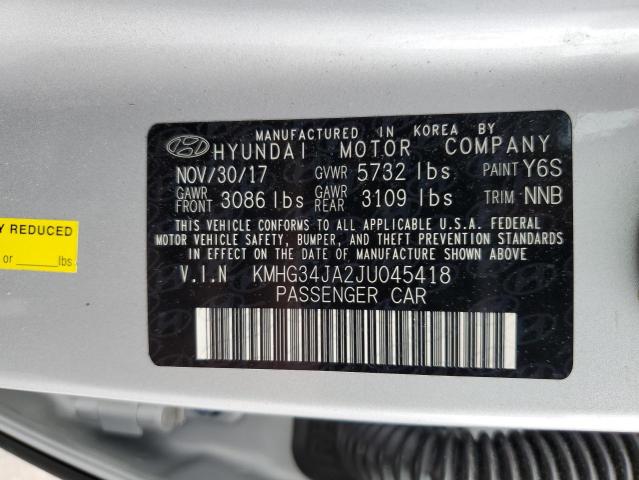 MANUFACTURED IN KOREA BY
HYUNDAI MOTOR COMPANY
NOV/30/17 GVWR 5732 lbs PAINT Y6S
GAWR FRONT 3086 lbs GAWR REAR 3109 lbs TRIM NNB
THIS VEHICLE CONFORMS TO ALL APPLICABLE U.S.A. FEDERAL
MOTOR VEHICLE SAFETY, BUMPER, AND THEFT PREVENTION STANDARDS
IN EFFECT ON THE DATE OF MANUFACTURE SHOWN ABOVE
V.I.N KMHG34JA2JU045418
PASSENGER CAR
Y REDUCED
or _____lbs